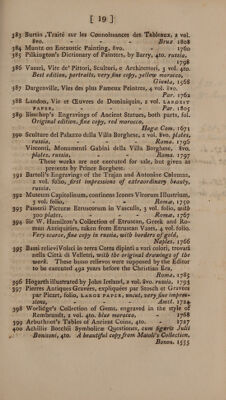 [ 19 ]
383 Burtin, Traité sur les Connoisances des Tableaux, 2 vol.
8vo. - - - - Brux 1808
384 Muntz on Encaustic Painting, 8vo. - 1760
385 Pilkington's Dictionary of Painters, by Barry, 4to. russia.
1798
386 Vasari, Vite de' Pittori, Scultori, e Architettori, 3 vol. 4to.
Best edition, portraits, very fine copy, yellow morocco,
Giunta, 1568
387 Dargenville, Vies des plus Fameux Peintres, 4 vol. 8vo.
Par. 1762
388 Landon, Vie et Œuvres de Dominiquin, 2 vol. LARGEST
PAPER, - - - Par. 1805
389 Bisschop's Engravings of Ancient Statues, both parts, fol.
Original edition, fine copy, red morocco.
Hagæ Com. 1671
390 Sculture del Palazzo della Villa Borghese, 2 vol. 8vo. plates,
russia. - - - Roma. 1796
Visconti, Monumenti Gabini della Villa Borghese, 8vo.
plates. russia. - - Roma. 1797
These works are not executed for sale, but given as
presents by Prince Borghese.
391 Bartoli's Engravings of the Trojan and Antonine Columns,
2 vol. folio, first impressions of extraordinary beauty.
russia.
392 Museum Capitolinum, continens Icones Virorum Illustrium,
3 vol. folio, - - - Romæ, 1750
393 Passerii Picturæ Etruscorum in Vasculis, 3 vol. folio, with
300 plates. - - - Romæ. 1767
394 Sir W. Hamilton's Collection of Etruscan, Greek and Ro-
man Antiquities, taken from Etruscan Vases, 4 vol. folio.
Very scarce, fine copy in russia, with borders of gold,
Naples. 1766
395 Bassi relievi Volsci in terra Cotta dipinti a vari colori, trovati
nella Città di Velletri, with the original drawings of the
work. These basso relievos were supposed by the Editor
to be executed 492 years before the Christian Era,
Roma. 1785
396 Hogarth illustrated by John Ireland, 2 vol. 8vo. russia. 1793
397 Pierres Antiques Gravées, expliquées par Stosch et Gravées
par Picart, folio, LARGE PAPER, uncut, very fine impres-
sions, - - - - Amst. 1724
398 Worlidge's Collection of Gems, engraved in the style of
Rembrandt, 2 vol. 4to. blue morocco. - 1768
399 Arbuthnot's Tables of Ancient Coins, 4to. - 1727
400 Achillis Bocchii Symbolicæ Questiones, cum figuris Julii
Bonasoni, 4to. A beautiful copy from Mainli's Collection,
Bonon. 1555